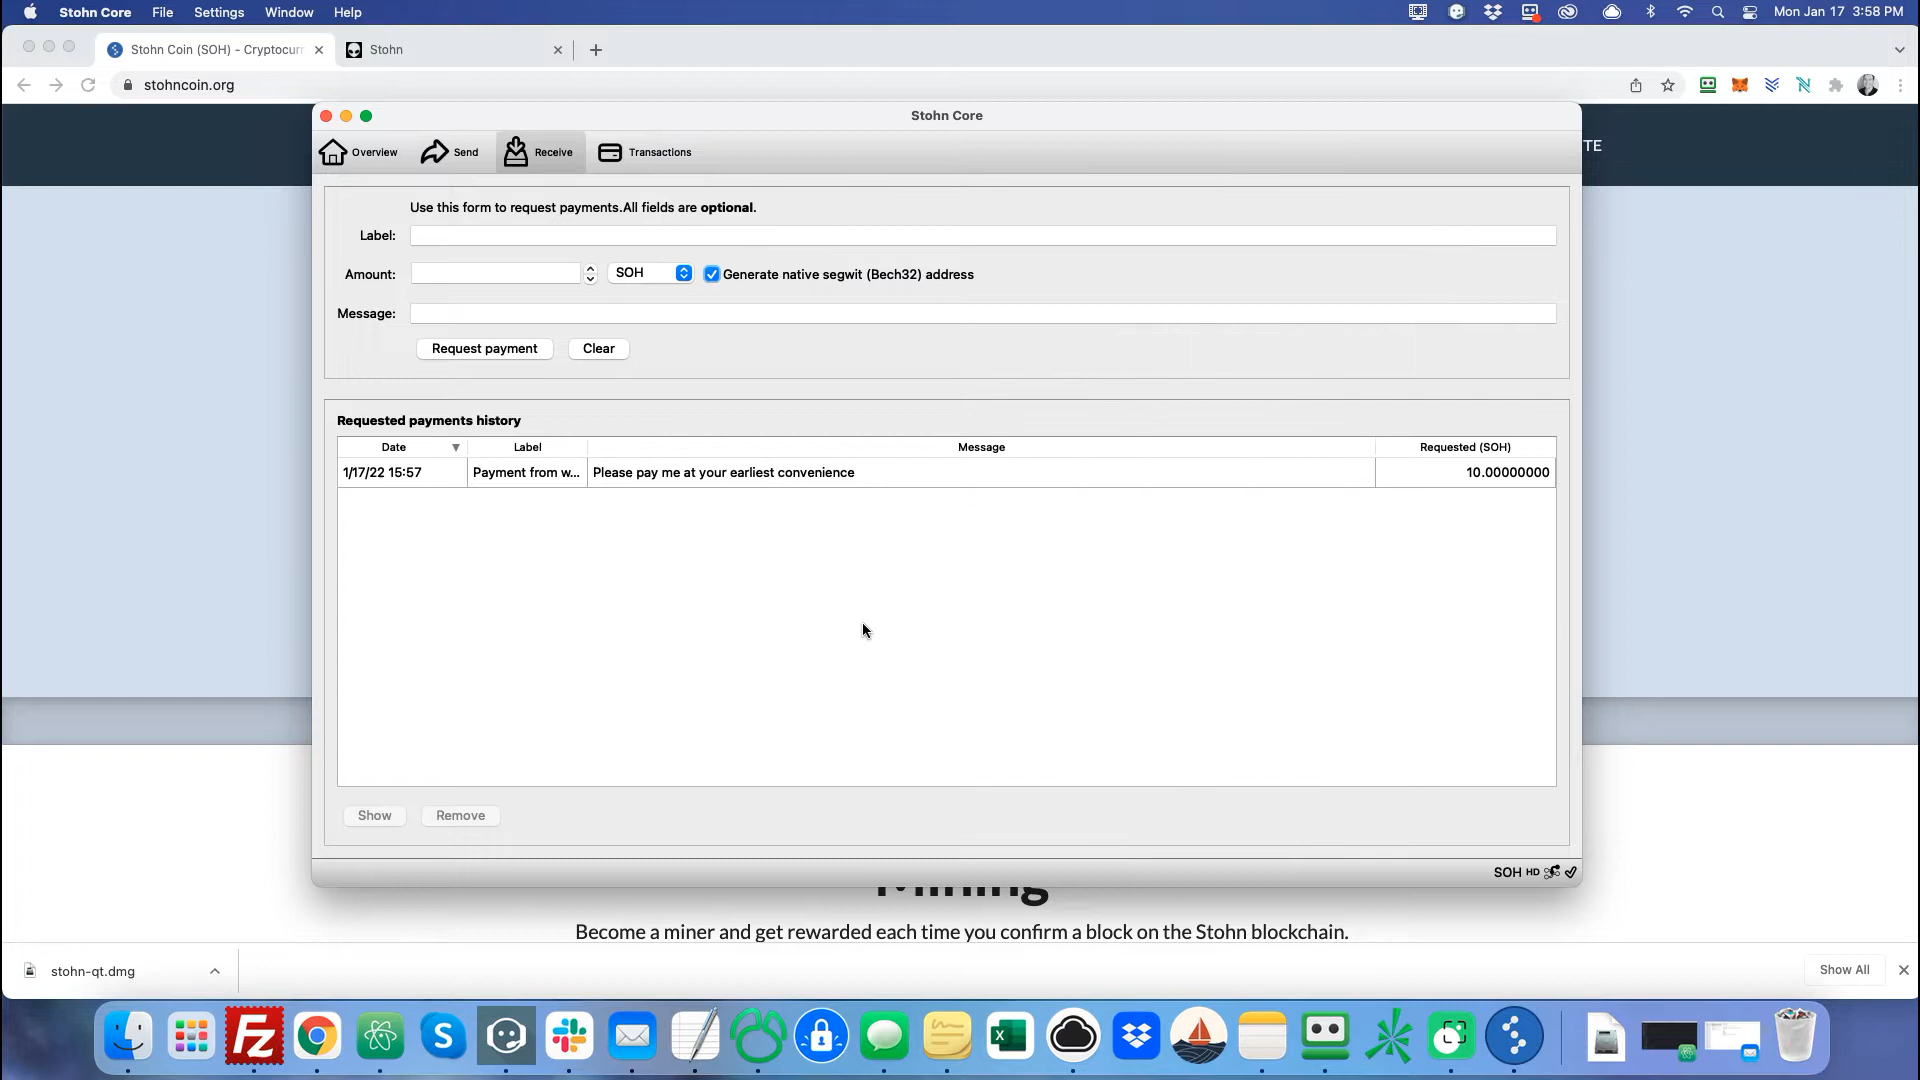 Stohn Core File Settings Window Help Mon Jan 17 3:58 PM
Stohn Coin (SOH) - Cryptocurr Stohn
stohncoin.org
Stohn Core
TE
Overview Send Receive Transactions
Use this form to request payments.All fields are optional.
Label:
Amount: SOH Generate native segwit (Bech32) address
Message:
Request payment Clear
Requested payments history
Date Label Message Requested (SOH)
1/17/22 15:57 Payment from w... Please pay me at your earliest convenience 10.00000000
Show Remove
SOH HD
Mining
Become a miner and get rewarded each time you confirm a block on the Stohn blockchain.
stohn-qt.dmg Show All